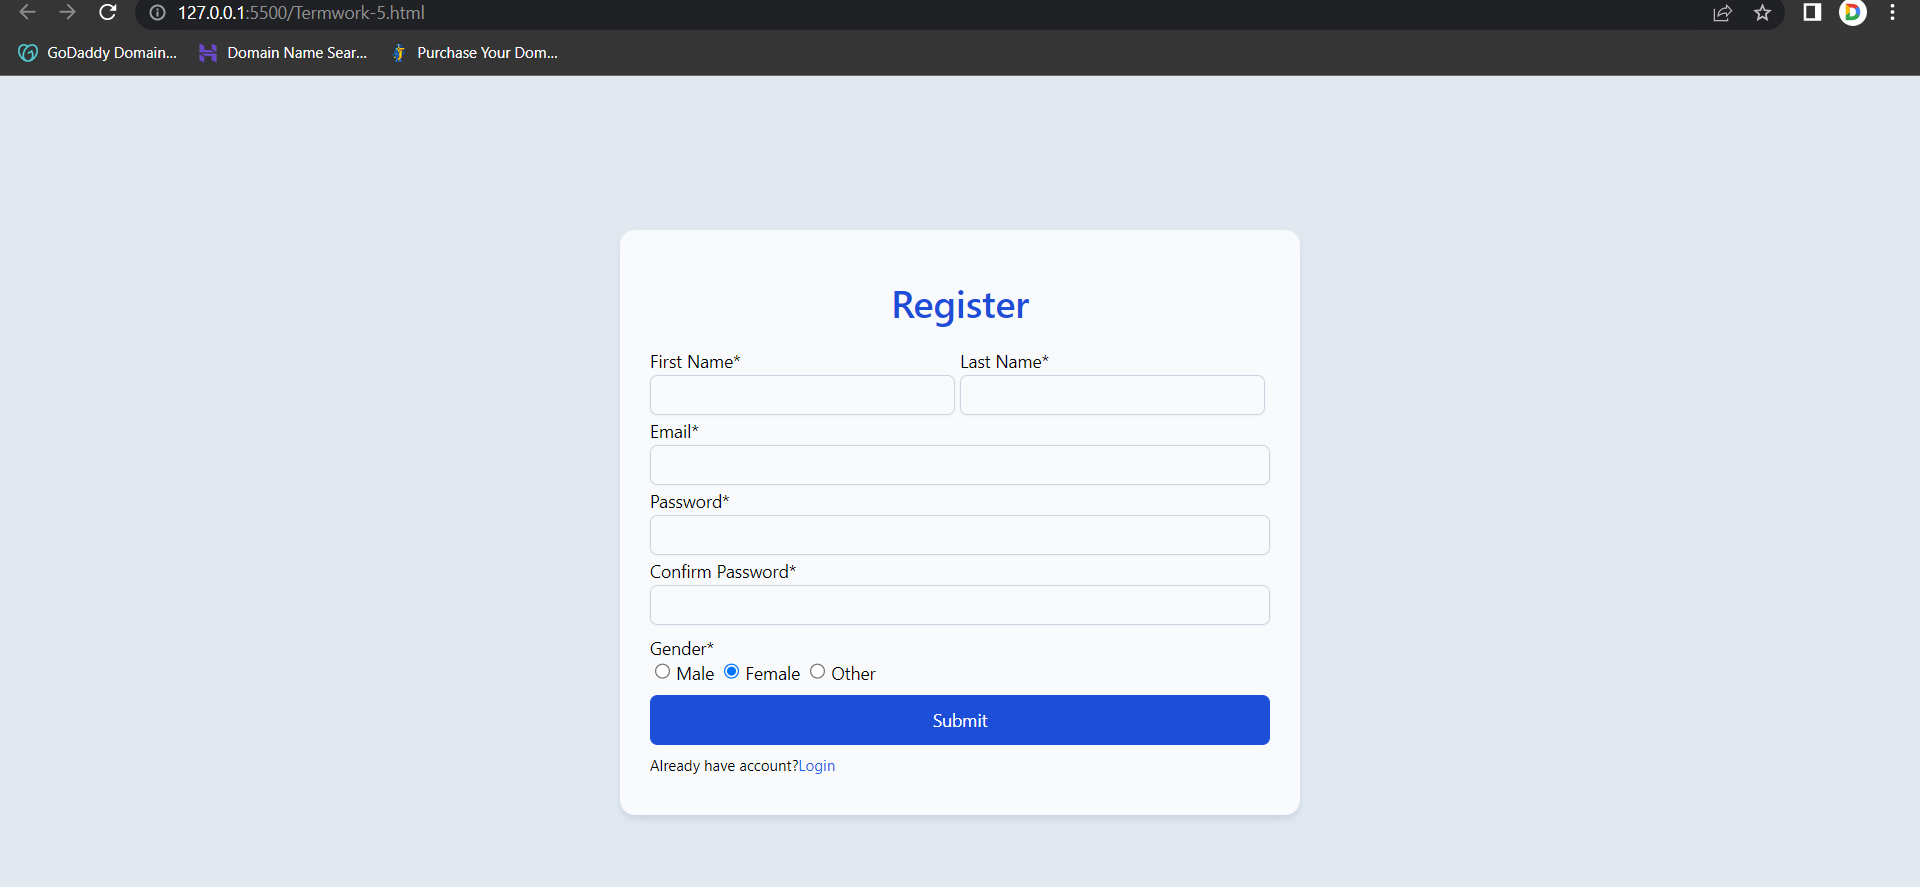 127.0.0.1:5500/Termwork-5.html
GoDaddy Domain... Domain Name Sear... Purchase Your Dom...
Register
First Name* Last Name*
Email*
Password*
Confirm Password*
Gender*
Male Female Other
Submit
Already have account?Login